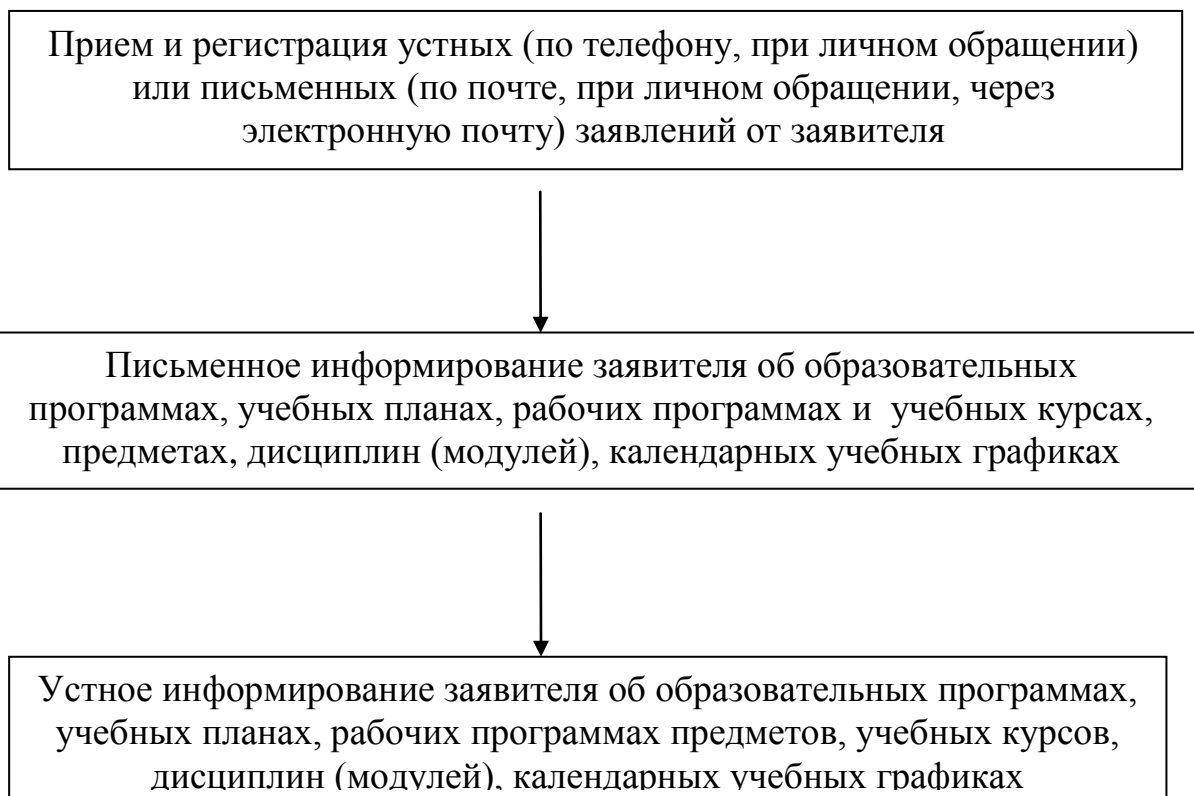 Прием и регистрация устных (по телефону, при личном обращении)
или письменных (по почте, при личном обращении, через
электронную почту) заявлений от заявителя
Письменное информирование заявителя об образовательных
программах, учебных планах, рабочих программах и  учебных курсах,
предметах, дисциплин (модулей), календарных учебных графиках
Устное информирование заявителя об образовательных программах,
учебных планах, рабочих программах предметов, учебных курсов,
дисциплин (модулей), календарных учебных графиках